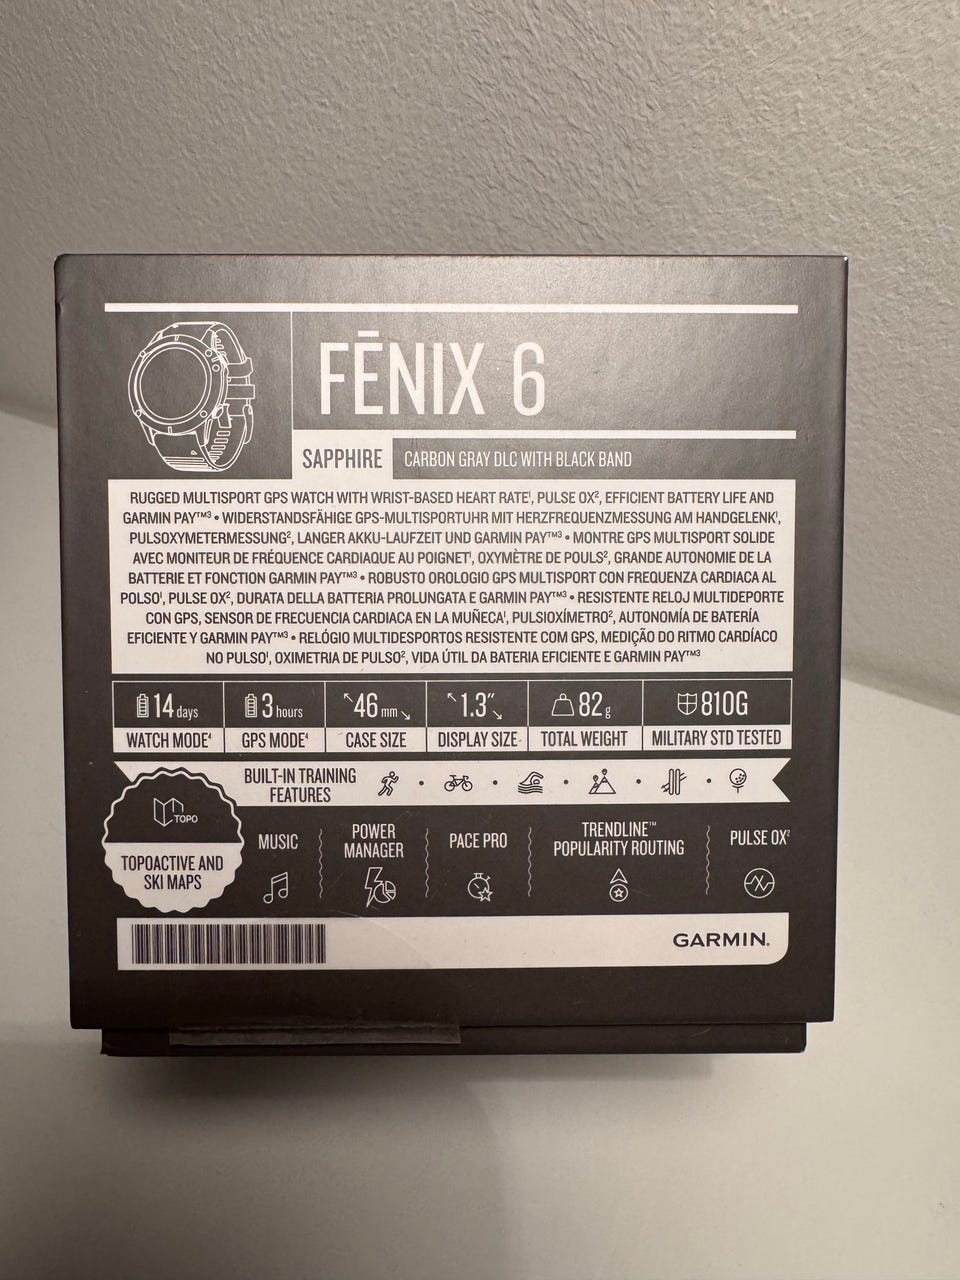 FĒNIX 6
SAPPHIRE
CARBON GRAY DLC WITH BLACK BAND
RUGGED MULTISPORT GPS WATCH WITH WRIST-BASED HEART RATE¹, PULSE OX², EFFICIENT BATTERY LIFE AND
GARMIN PAY™³ • WIDERSTANDSFÄHIGE GPS-MULTISPORTUHR MIT HERZFREQUENZMESSUNG AM HANDGELENK¹,
PULSOXYMETERMESSUNG², LANGER AKKU-LAUFZEIT UND GARMIN PAY™³ • MONTRE GPS MULTISPORT SOLIDE
AVEC MONITEUR DE FRÉQUENCE CARDIAQUE AU POIGNET¹, OXYMÈTRE DE POULS², GRANDE AUTONOMIE DE LA
BATTERIE ET FONCTION GARMIN PAY™³ • ROBUSTO OROLOGIO GPS MULTISPORT CON FREQUENZA CARDIACA AL
POLSO¹, PULSE OX², DURATA DELLA BATTERIA PROLUNGATA E GARMIN PAY™³ • RESISTENTE RELOJ MULTIDEPORTE
CON GPS, SENSOR DE FRECUENCIA CARDIACA EN LA MUÑECA¹, PULSIOXÍMETRO², AUTONOMÍA DE BATERÍA
EFICIENTE Y GARMIN PAY™³ • RELÓGIO MULTIDESPORTOS RESISTENTE COM GPS, MEDIÇÃO DO RITMO CARDÍACO
NO PULSO¹, OXIMETRIA DE PULSO², VIDA ÚTIL DA BATERIA EFICIENTE E GARMIN PAY™³
14 days
WATCH MODE⁴
3 hours
GPS MODE⁴
46 mm
CASE SIZE
1.3″
DISPLAY SIZE
82 g
TOTAL WEIGHT
810G
MILITARY STD TESTED
BUILT-IN TRAINING
FEATURES
TOPO
TOPOACTIVE AND
SKI MAPS
MUSIC
POWER
MANAGER
PACE PRO
TRENDLINE™
POPULARITY ROUTING
PULSE OX²
GARMIN®